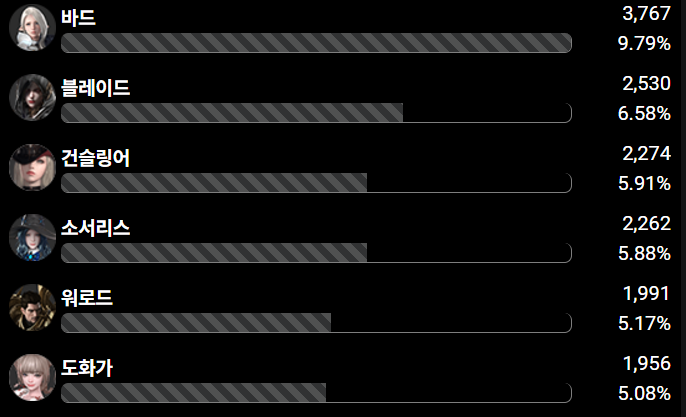 바드 3,767
9.79%
블레이드 2,530
6.58%
건슬링어 2,274
5.91%
소서리스 2,262
5.88%
워로드 1,991
5.17%
도화가 1,956
5.08%